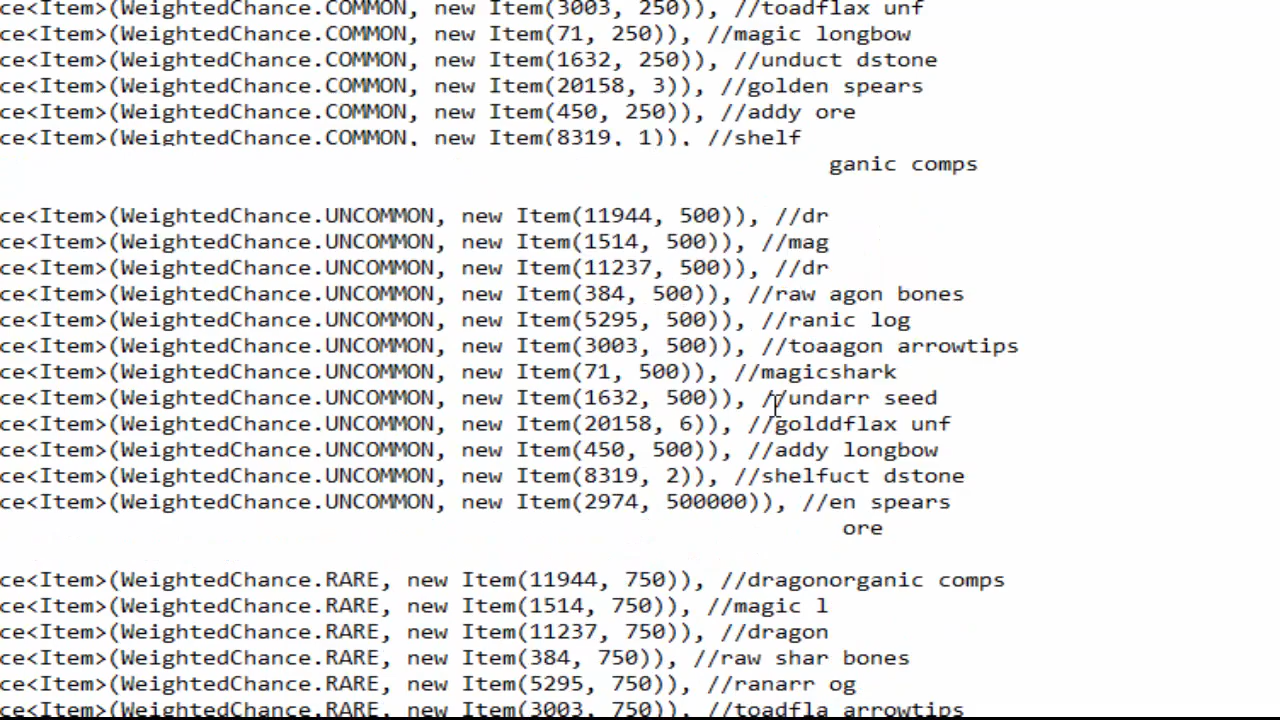 ce<Item>(WeightedChance.COMMON, new Item(3003, 250)), //toadflax unf
ce<Item>(WeightedChance.COMMON, new Item(71, 250)), //magic longbow
ce<Item>(WeightedChance.COMMON, new Item(1632, 250)), //unduct dstone
ce<Item>(WeightedChance.COMMON, new Item(20158, 3)), //golden spears
ce<Item>(WeightedChance.COMMON, new Item(450, 250)), //addy ore
ce<Item>(WeightedChance.COMMON, new Item(8319, 1)), //shelf
ganic comps
ce<Item>(WeightedChance.UNCOMMON, new Item(11944, 500)), //dr
ce<Item>(WeightedChance.UNCOMMON, new Item(1514, 500)), //mag
ce<Item>(WeightedChance.UNCOMMON, new Item(11237, 500)), //dr
ce<Item>(WeightedChance.UNCOMMON, new Item(384, 500)), //raw agon bones
ce<Item>(WeightedChance.UNCOMMON, new Item(5295, 500)), //ranic log
ce<Item>(WeightedChance.UNCOMMON, new Item(3003, 500)), //toaagon arrowtips
ce<Item>(WeightedChance.UNCOMMON, new Item(71, 500)), //magicshark
ce<Item>(WeightedChance.UNCOMMON, new Item(1632, 500)), //undarr seed
ce<Item>(WeightedChance.UNCOMMON, new Item(20158, 6)), //golddflax unf
ce<Item>(WeightedChance.UNCOMMON, new Item(450, 500)), //addy longbow
ce<Item>(WeightedChance.UNCOMMON, new Item(8319, 2)), //shelfuct dstone
ce<Item>(WeightedChance.UNCOMMON, new Item(2974, 500000)), //en spears
ore
ce<Item>(WeightedChance.RARE, new Item(11944, 750)), //dragonorganic comps
ce<Item>(WeightedChance.RARE, new Item(1514, 750)), //magic l
ce<Item>(WeightedChance.RARE, new Item(11237, 750)), //dragon
ce<Item>(WeightedChance.RARE, new Item(384, 750)), //raw shar bones
ce<Item>(WeightedChance.RARE, new Item(5295, 750)), //ranarr og
ce<Item>(WeightedChance.RARE, new Item(3003, 750)), //toadfla arrowtips